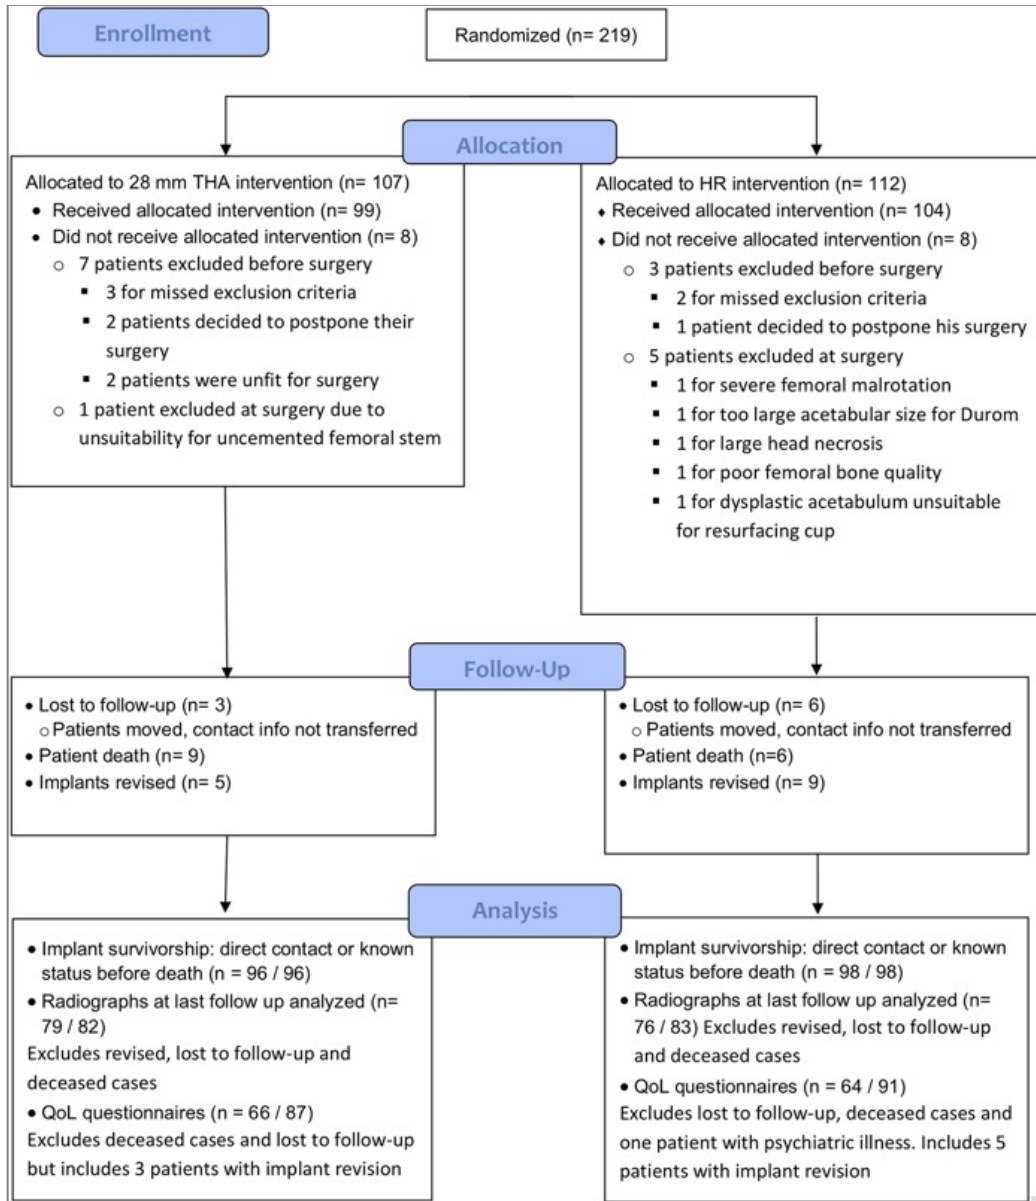 Enrollment
Randomized (n= 219)
Allocation
Allocated to 28 mm THA intervention (n= 107)
• Received allocated intervention (n= 99)
• Did not receive allocated intervention (n= 8)
o 7 patients excluded before surgery
▪ 3 for missed exclusion criteria
▪ 2 patients decided to postpone their
surgery
▪ 2 patients were unfit for surgery
o 1 patient excluded at surgery due to
unsuitability for uncemented femoral stem
Allocated to HR intervention (n= 112)
♦ Received allocated intervention (n= 104)
♦ Did not receive allocated intervention (n= 8)
o 3 patients excluded before surgery
▪ 2 for missed exclusion criteria
▪ 1 patient decided to postpone his surgery
o 5 patients excluded at surgery
▪ 1 for severe femoral malrotation
▪ 1 for too large acetabular size for Durom
▪ 1 for large head necrosis
▪ 1 for poor femoral bone quality
▪ 1 for dysplastic acetabulum unsuitable
for resurfacing cup
Follow-Up
• Lost to follow-up (n= 3)
o Patients moved, contact info not transferred
• Patient death (n= 9)
• Implants revised (n= 5)
• Lost to follow-up (n= 6)
o Patients moved, contact info not transferred
• Patient death (n=6)
• Implants revised (n= 9)
Analysis
• Implant survivorship: direct contact or known
status before death (n = 96 / 96)
• Radiographs at last follow up analyzed (n=
79 / 82)
Excludes revised, lost to follow-up and
deceased cases
• QoL questionnaires (n = 66 / 87)
Excludes deceased cases and lost to follow-up
but includes 3 patients with implant revision
• Implant survivorship: direct contact or known
status before death (n = 98 / 98)
• Radiographs at last follow up analyzed (n=
76 / 83) Excludes revised, lost to follow-up
and deceased cases
• QoL questionnaires (n = 64 / 91)
Excludes lost to follow-up, deceased cases and
one patient with psychiatric illness. Includes 5
patients with implant revision